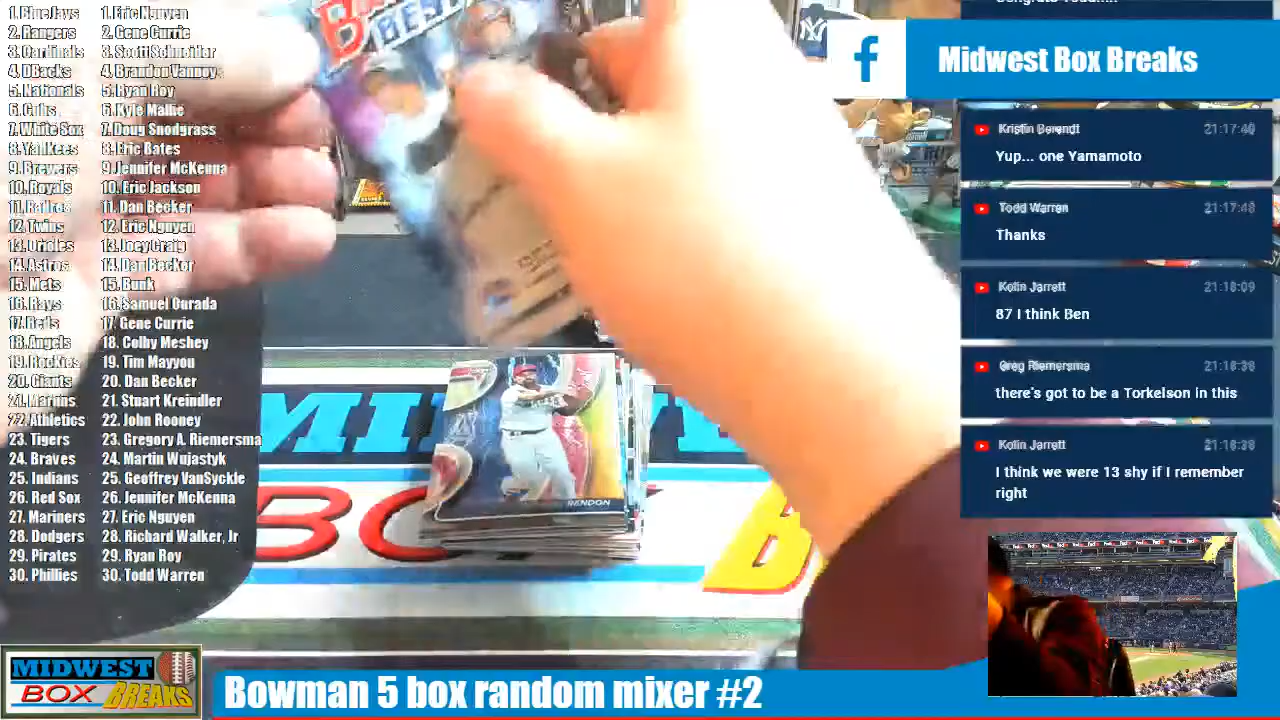 1. Blue Jays 1. Eric Nguyen
2. Rangers 2. Gene Currie
3. Cardinals 3. Scott Schneider
4. DBacks 4. Brandon Vannoy
5. Nationals 5. Ryan Roy
6. Cubs 6. Kyle Mallie
7. White Sox 7. Doug Snodgrass
8. Yankees 8. Eric Bates
9. Brewers 9. Jennifer McKenna
10. Royals 10. Eric Jackson
11. Padres 11. Dan Becker
12. Twins 12. Eric Nguyen
13. Orioles 13. Joey Craig
14. Astros 14. Dan Becker
15. Mets 15. Bunk
16. Rays 16. Samuel Ourada
17. Reds 17. Gene Currie
18. Angels 18. Colby Meshey
19. Rockies 19. Tim Mayyou
20. Giants 20. Dan Becker
21. Marlins 21. Stuart Kreindler
22. Athletics 22. John Rooney
23. Tigers 23. Gregory A. Riemersma
24. Braves 24. Martin Wujastyk
25. Indians 25. Geoffrey VanSyckle
26. Red Sox 26. Jennifer McKenna
27. Mariners 27. Eric Nguyen
28. Dodgers 28. Richard Walker, Jr
29. Pirates 29. Ryan Roy
30. Phillies 30. Todd Warren
BEST
RENDON
MI
BO
B
f Midwest Box Breaks
Kristin Berendt 21:17:40
Yup... one Yamamoto
Todd Warren 21:17:48
Thanks
Kolin Jarrett 21:18:09
87 I think Ben
Greg Riemersma 21:18:38
there's got to be a Torkelson in this
Kolin Jarrett 21:18:38
I think we were 13 shy if I remember
right
MIDWEST
BOX BREAKS
Bowman 5 box random mixer #2